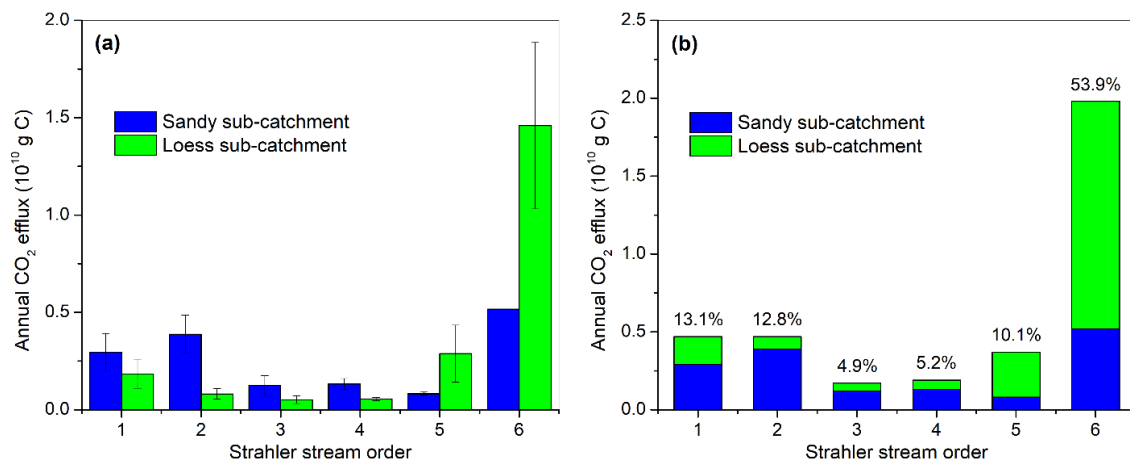 (a)
Sandy sub-catchment
Loess sub-catchment
Annual CO2 efflux (10^10 g C)
2.0
1.5
1.0
0.5
0.0
1 2 3 4 5 6
Strahler stream order
(b)
Sandy sub-catchment
Loess sub-catchment
Annual CO2 efflux (10^10 g C)
2.5
2.0
1.5
1.0
0.5
0.0
13.1% 12.8% 4.9% 5.2% 10.1% 53.9%
1 2 3 4 5 6
Strahler stream order